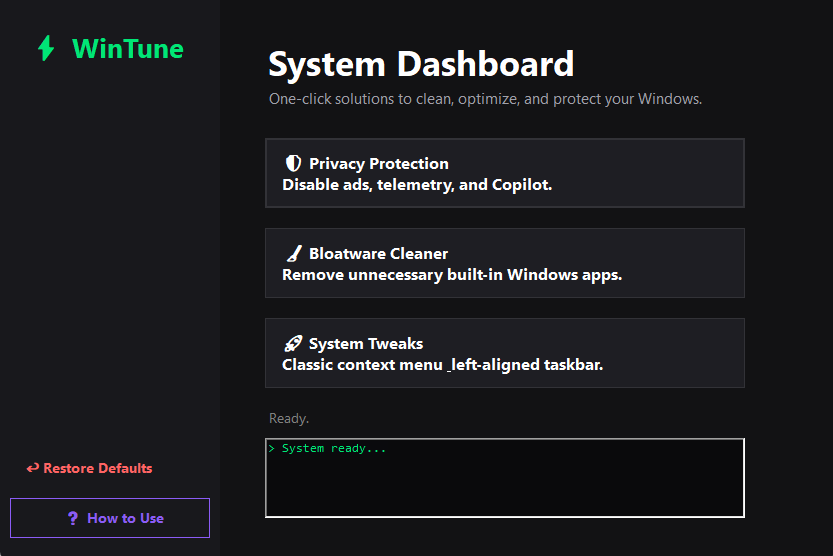 WinTune
System Dashboard
One-click solutions to clean, optimize, and protect your Windows.
Privacy Protection
Disable ads, telemetry, and Copilot.
Bloatware Cleaner
Remove unnecessary built-in Windows apps.
System Tweaks
Classic context menu _left-aligned taskbar.
Ready.
> System ready...
↩ Restore Defaults
? How to Use